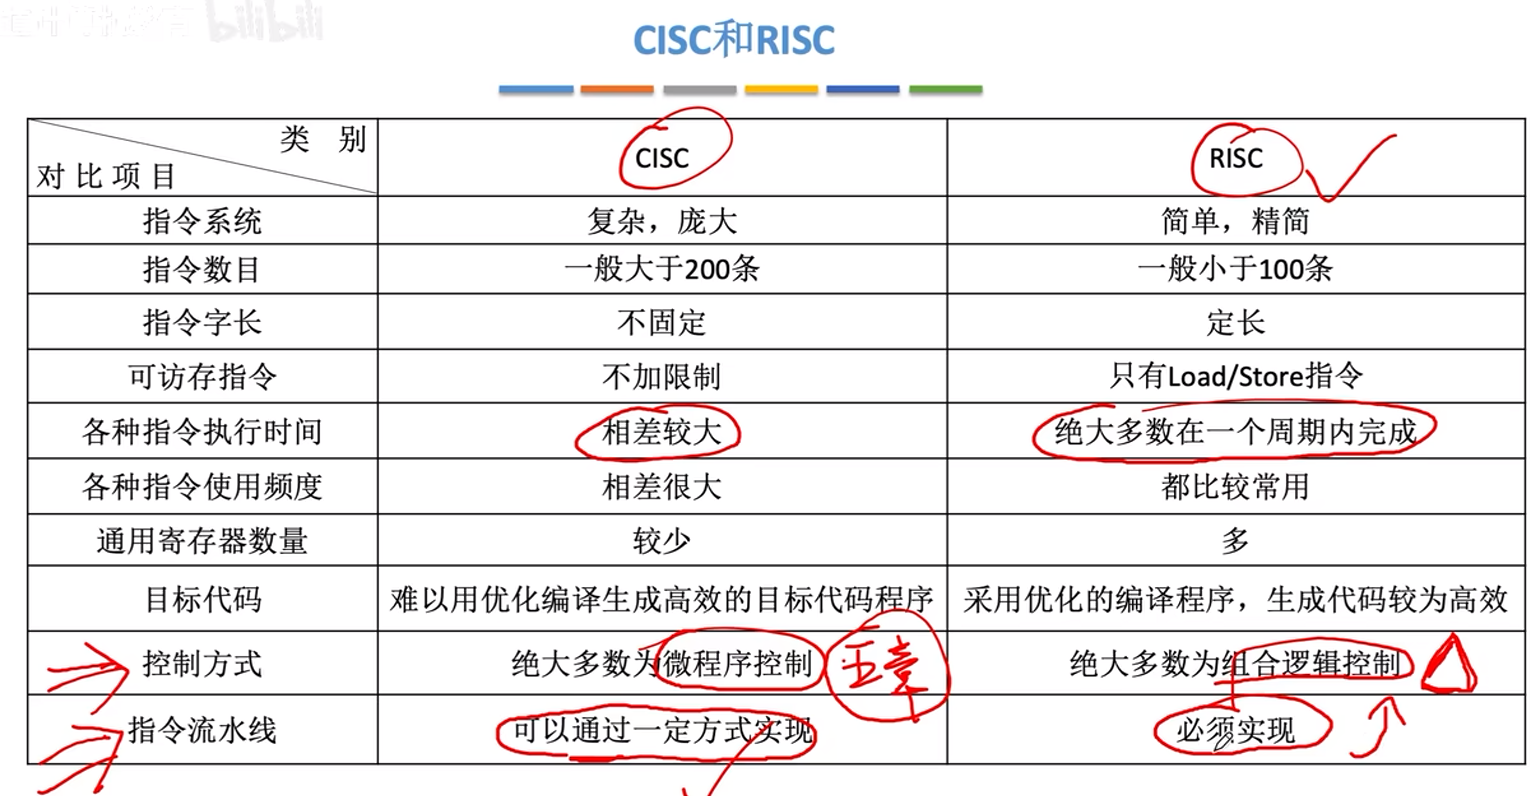 bilibili
CISC和RISC
类 别
对比项目
CISC
RISC
指令系统
复杂，庞大
简单，精简
指令数目
一般大于200条
一般小于100条
指令字长
不固定
定长
可访存指令
不加限制
只有Load/Store指令
各种指令执行时间
相差较大
绝大多数在一个周期内完成
各种指令使用频度
相差很大
都比较常用
通用寄存器数量
较少
多
目标代码
难以用优化编译生成高效的目标代码程序
采用优化的编译程序，生成代码较为高效
控制方式
绝大多数为微程序控制
五章
绝大多数为组合逻辑控制
指令流水线
可以通过一定方式实现
必须实现